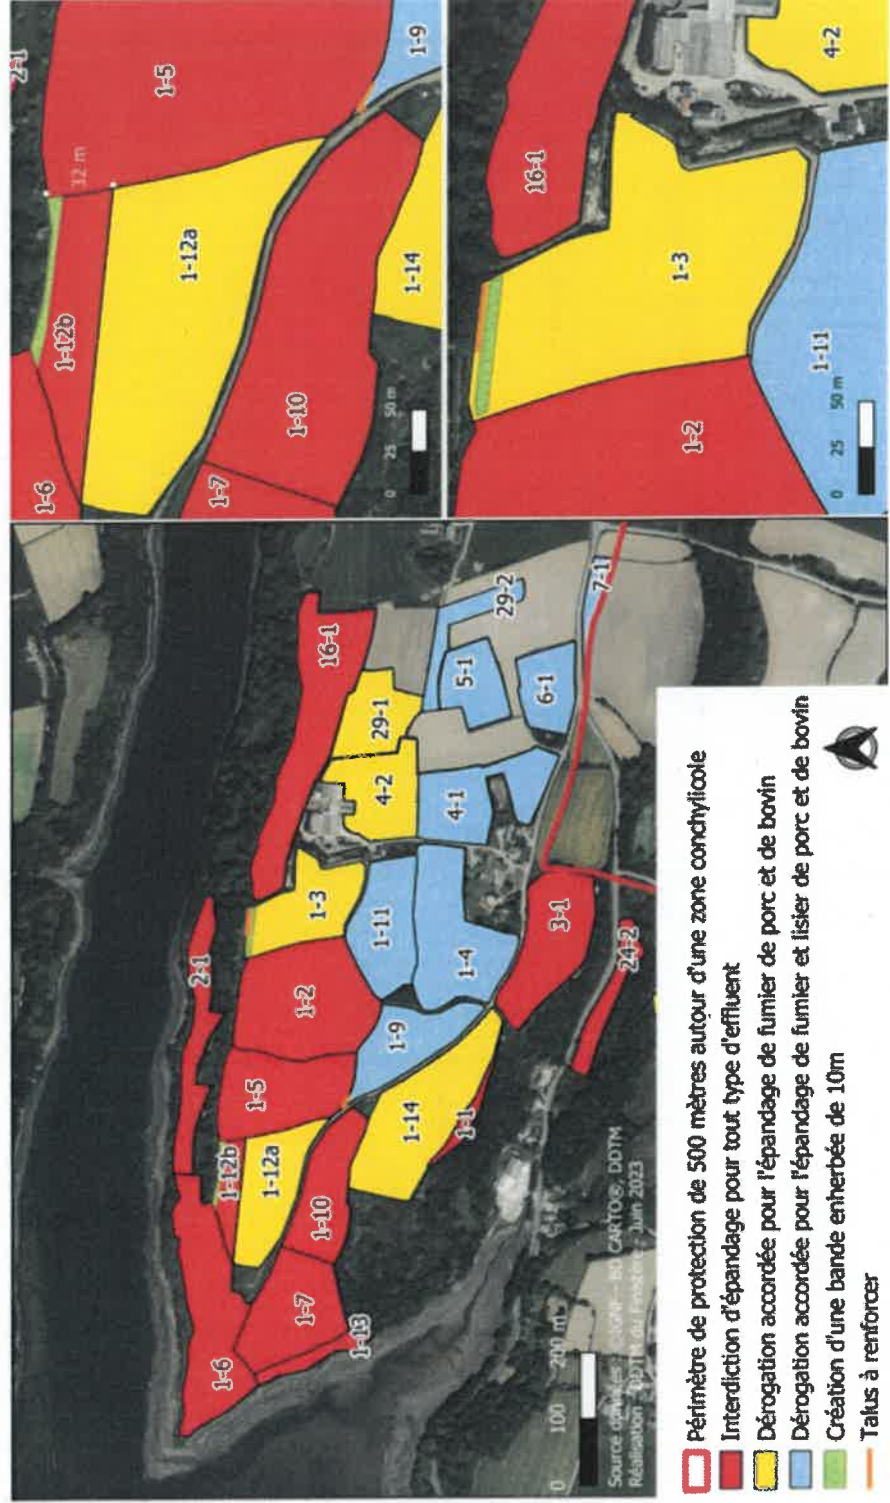 2-1
16-1
1-3
1-2
1-5
1-12b
1-12a
1-6
1-7
1-13
1-10
1-14
1-1
1-9
1-11
1-4
4-2
29-1
4-1
5-1
29-2
6-1
7-1
3-1
24-2
0 100 200 m
Source données : CARTO®, DDTM
Réalisation : DDTM du Finistère - Juin 2023
2-1
1-5
1-9
32 m
1-12b
1-12a
1-6
1-7
1-10
1-14
0 25 50 m
16-1
4-2
1-3
1-2
1-11
0 25 50 m
Périmètre de protection de 500 mètres autour d'une zone conchylicole
Interdiction d'épandage pour tout type d'effluent
Dérogation accordée pour l'épandage de fumier de porc et de bovin
Dérogation accordée pour l'épandage de fumier et lisier de porc et de bovin
Création d'une bande enherbée de 10m
Talus à renforcer